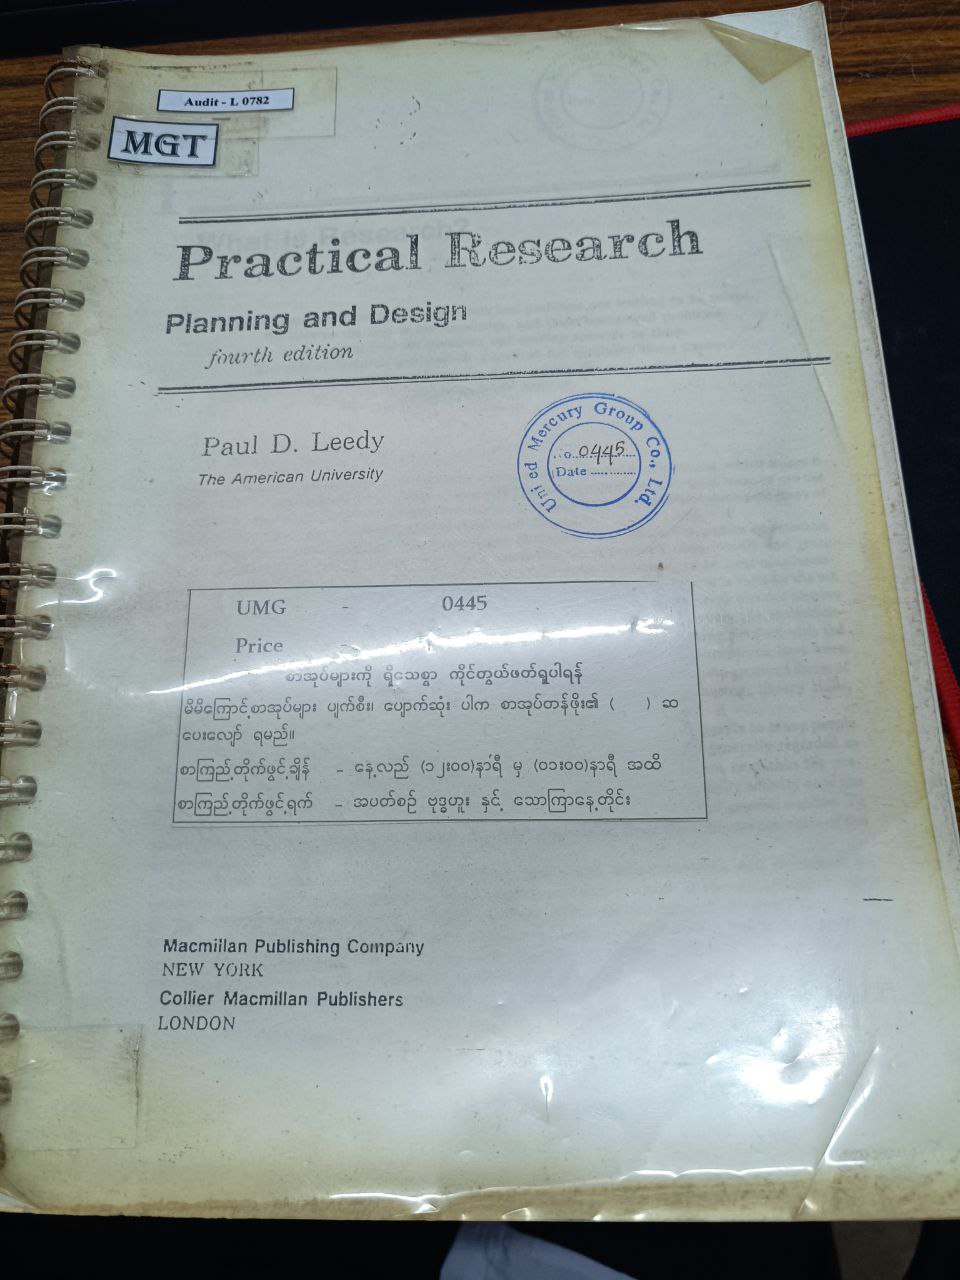 Audit - L 0782
MGT
Practical Research
Planning and Design
fourth edition
Paul D. Leedy
The American University
United Mercury Group Co., Ltd.
o. 0445
Date
UMG - 0445
Price
စာအုပ်များကို ရိုသေစွာ ကိုင်တွယ်ဖတ်ရှုပါရန်
မိမိကြောင့်စာအုပ်များ ပျက်စီး၊ ပျောက်ဆုံး ပါက စာအုပ်တန်ဖိုး၏ ( ) ဆ
ပေးလျော် ရမည်။
စာကြည့်တိုက်ဖွင့်ချိန် - နေ့လည် (၁၂း၀၀)နာရီ မှ (၀၁း၀၀)နာရီ အထိ
စာကြည့်တိုက်ဖွင့်ရက် - အပတ်စဉ် ဗုဒ္ဓဟူး နှင့် သောကြာနေ့တိုင်း
Macmillan Publishing Company
NEW YORK
Collier Macmillan Publishers
LONDON